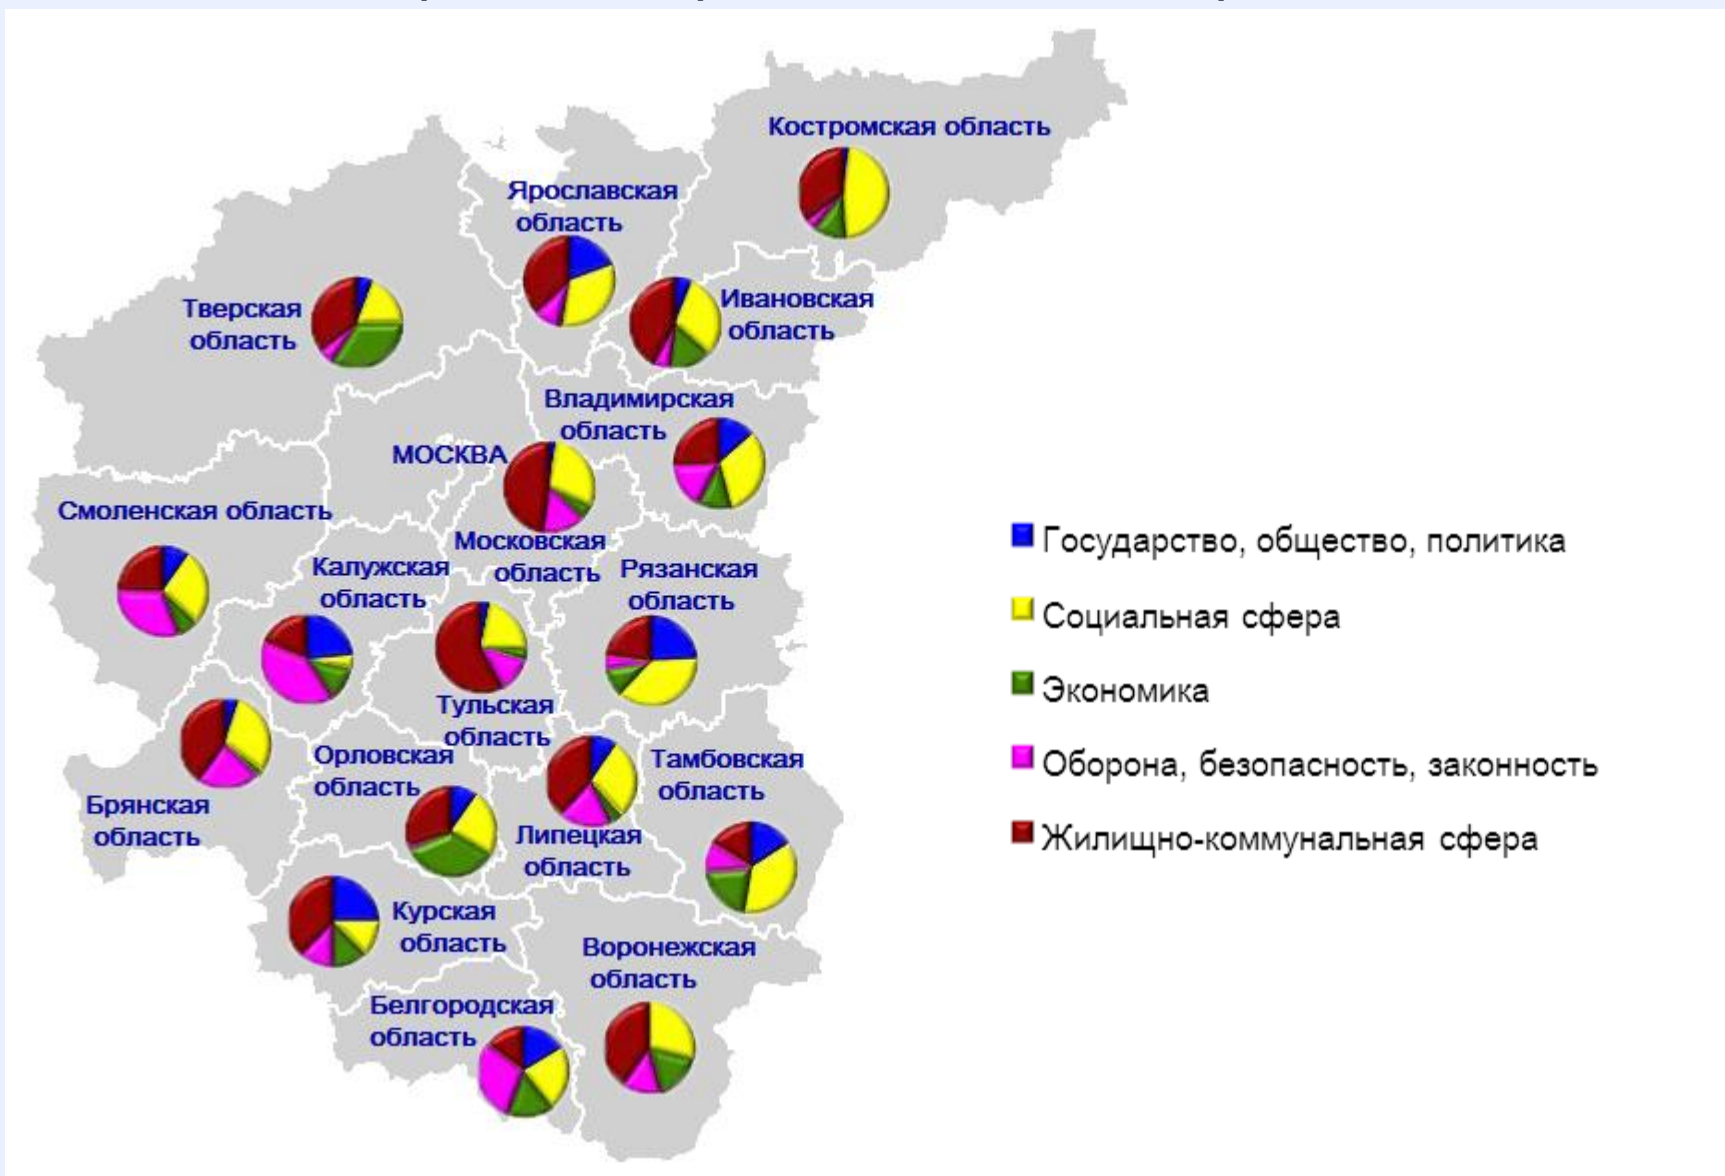 Костромская область
Ярославская
область
Тверская
область
Ивановская
область
Владимирская
область
МОСКВА
Смоленская область
Московская
область
Калужская
область
Рязанская
область
Тульская
область
Орловская
область
Тамбовская
область
Брянская
область
Липецкая
область
Курская
область
Воронежская
область
Белгородская
область
Государство, общество, политика
Социальная сфера
Экономика
Оборона, безопасность, законность
Жилищно-коммунальная сфера